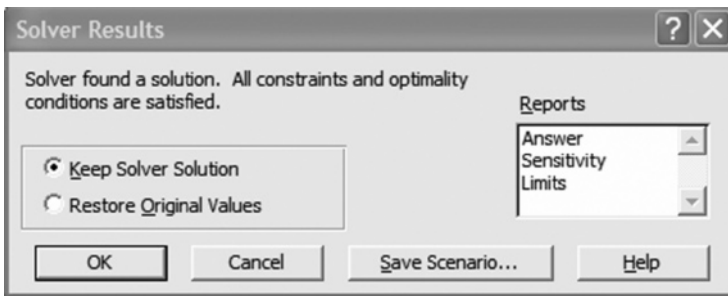 Solver Results
? X
Solver found a solution. All constraints and optimality
conditions are satisfied.
Reports
Answer
Sensitivity
Limits
Keep Solver Solution
Restore Original Values
OK
Cancel
Save Scenario...
Help